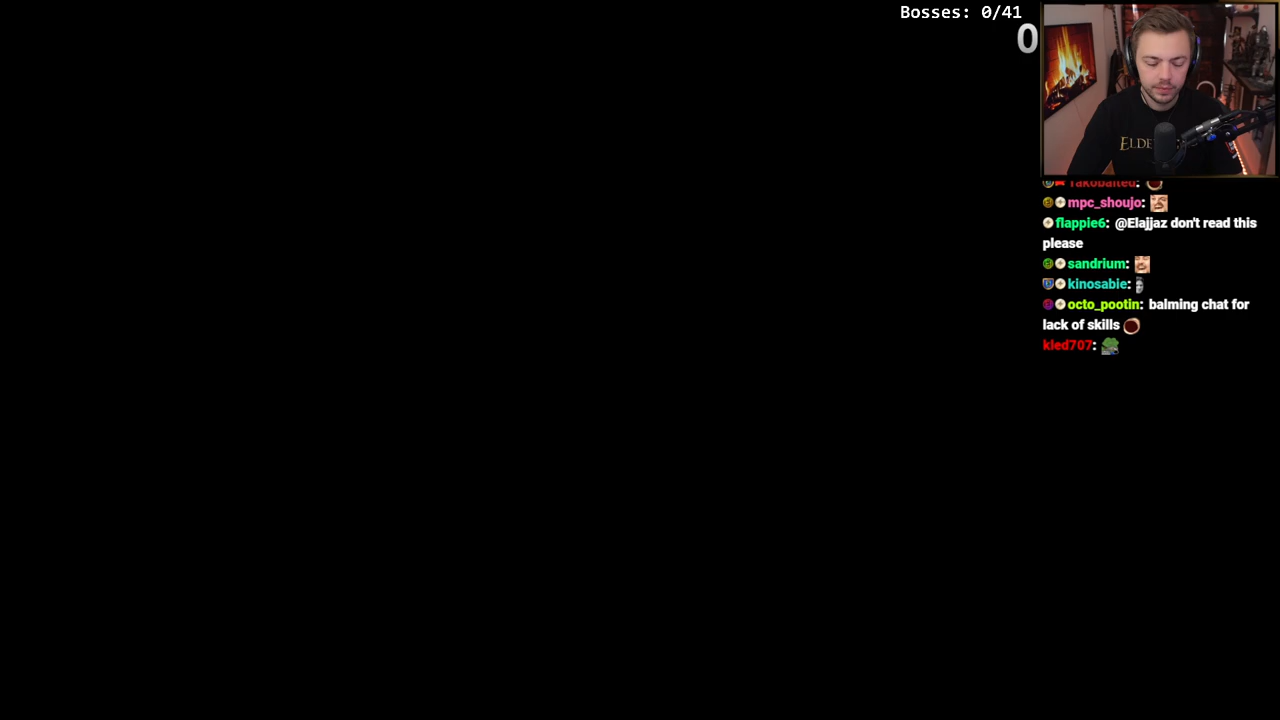 Bosses: 0/41
0
ELDE
Yakobaited:
mpc_shoujo:
flappie6: @Elajjaz don't read this
please
sandrium:
kinosabie:
octo_pootin: balming chat for
lack of skills
kled707: